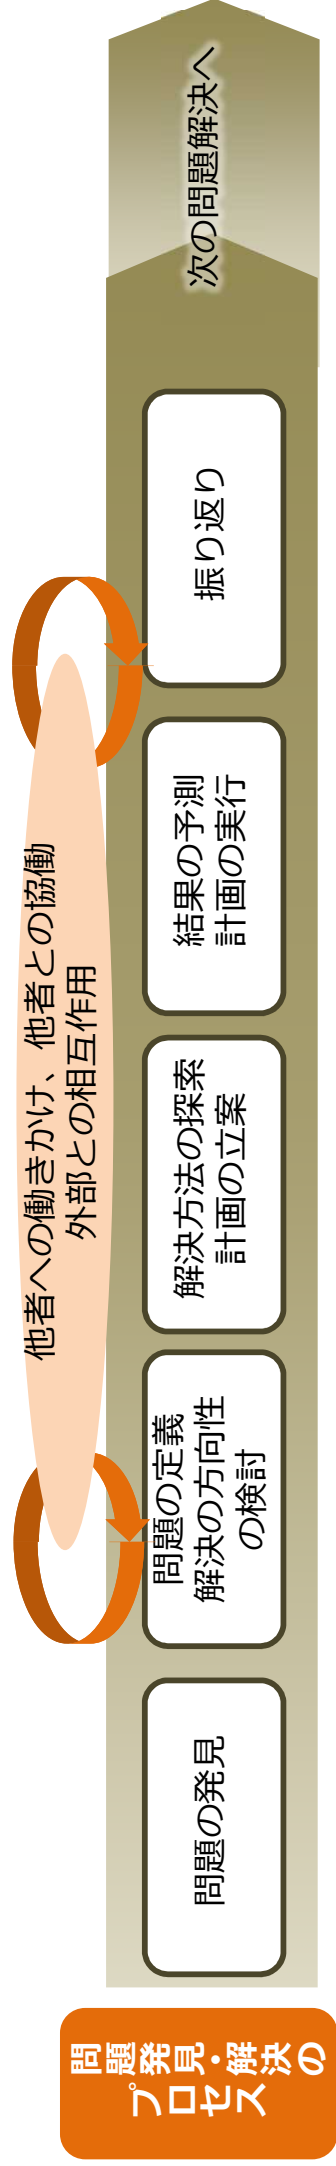 問題発見・解決の
プロセス
他者への働きかけ、他者との協働
外部との相互作用
問題の発見
問題の定義
解決の方向性
の検討
解決方法の探索
計画の立案
結果の予測
計画の実行
振り返り
次の問題解決へ